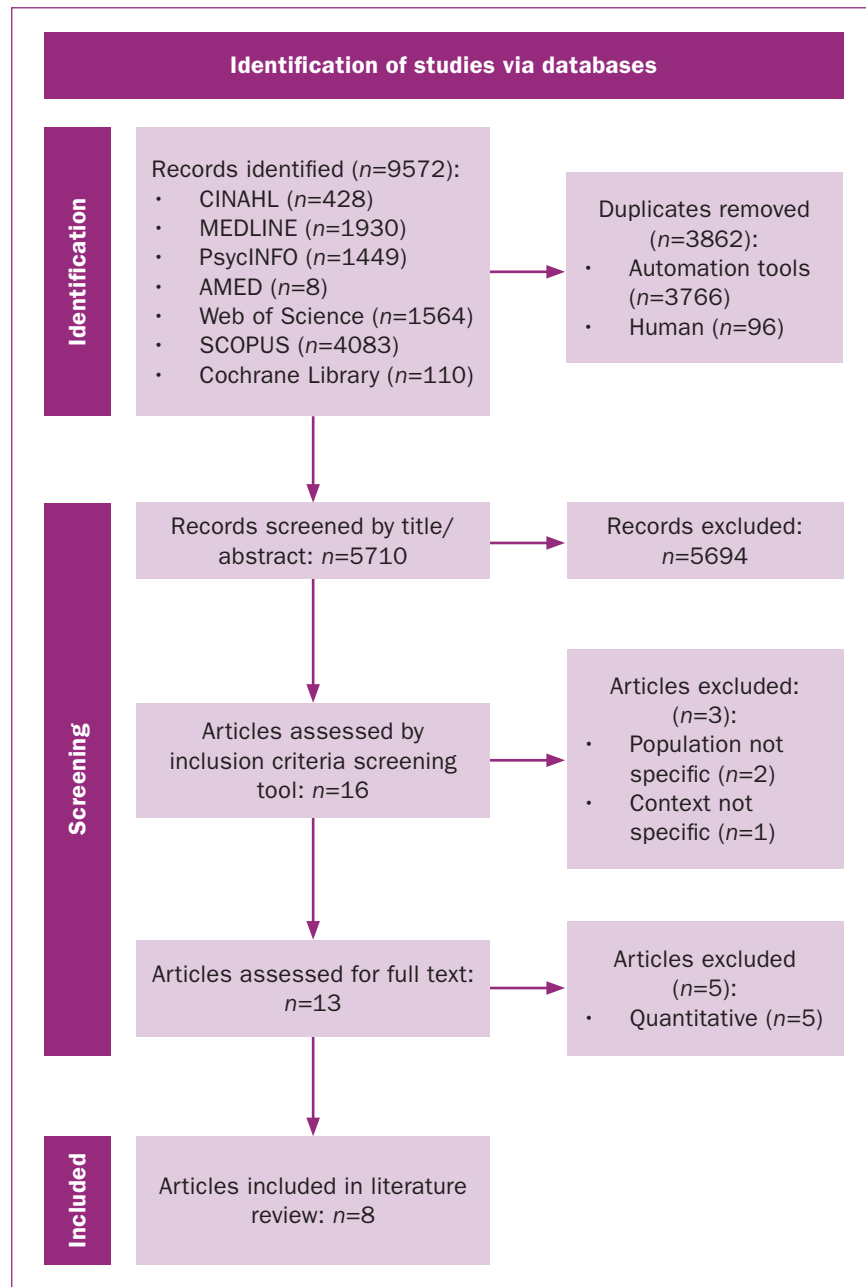 Identification of studies via databases
Identification
Records identified (n=9572):
• CINAHL (n=428)
• MEDLINE (n=1930)
• PsycINFO (n=1449)
• AMED (n=8)
• Web of Science (n=1564)
• SCOPUS (n=4083)
• Cochrane Library (n=110)
Duplicates removed
(n=3862):
• Automation tools
(n=3766)
• Human (n=96)
Screening
Records screened by title/
abstract: n=5710
Records excluded:
n=5694
Articles assessed by
inclusion criteria screening
tool: n=16
Articles excluded:
(n=3):
• Population not
specific (n=2)
• Context not
specific (n=1)
Articles assessed for full text:
n=13
Articles excluded
(n=5):
• Quantitative (n=5)
Included
Articles included in literature
review: n=8